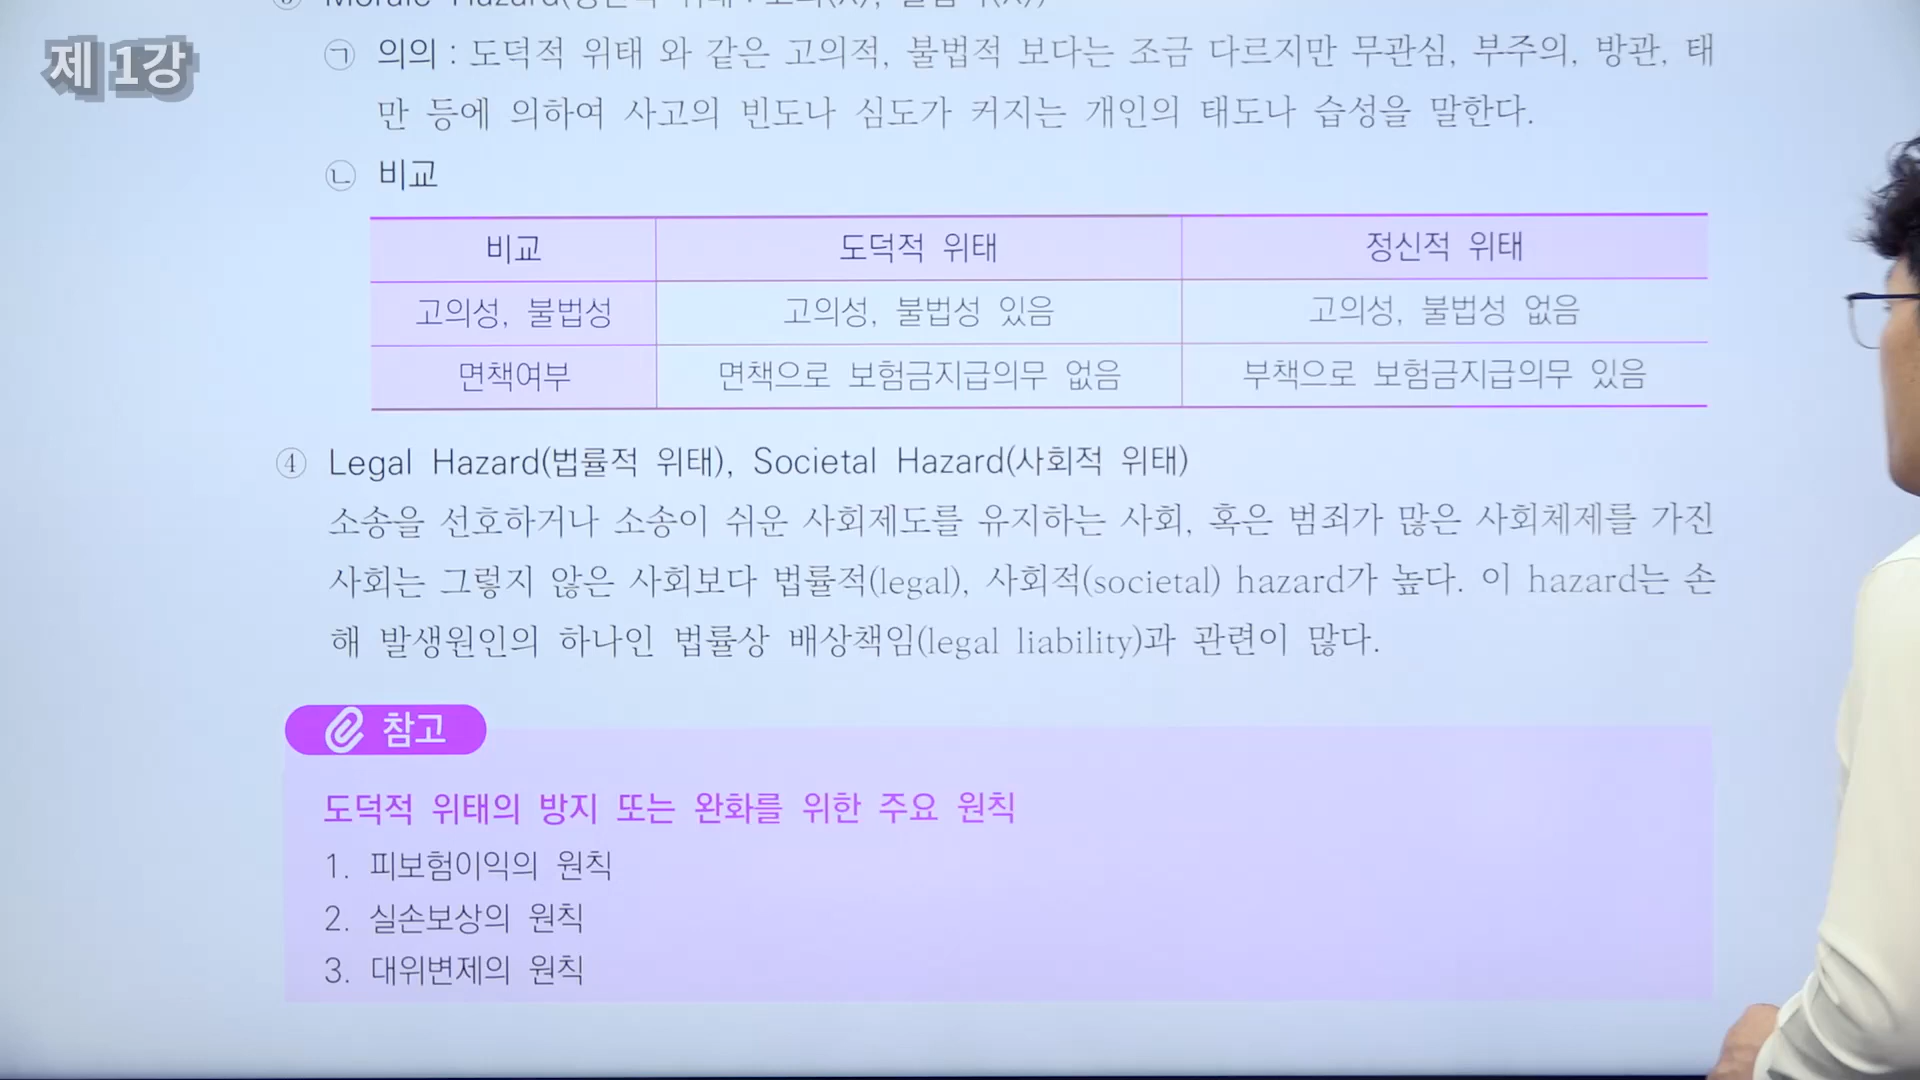 제 1강
㉠ 의의 : 도덕적 위태 와 같은 고의적, 불법적 보다는 조금 다르지만 무관심, 부주의, 방관, 태
만 등에 의하여 사고의 빈도나 심도가 커지는 개인의 태도나 습성을 말한다.
㉡ 비교
비교 도덕적 위태 정신적 위태
고의성, 불법성 고의성, 불법성 있음 고의성, 불법성 없음
면책여부 면책으로 보험금지급의무 없음 부책으로 보험금지급의무 있음
④ Legal Hazard(법률적 위태), Societal Hazard(사회적 위태)
소송을 선호하거나 소송이 쉬운 사회제도를 유지하는 사회, 혹은 범죄가 많은 사회체제를 가진
사회는 그렇지 않은 사회보다 법률적(legal), 사회적(societal) hazard가 높다. 이 hazard는 손
해 발생원인의 하나인 법률상 배상책임(legal liability)과 관련이 많다.
참고
도덕적 위태의 방지 또는 완화를 위한 주요 원칙
1. 피보험이익의 원칙
2. 실손보상의 원칙
3. 대위변제의 원칙